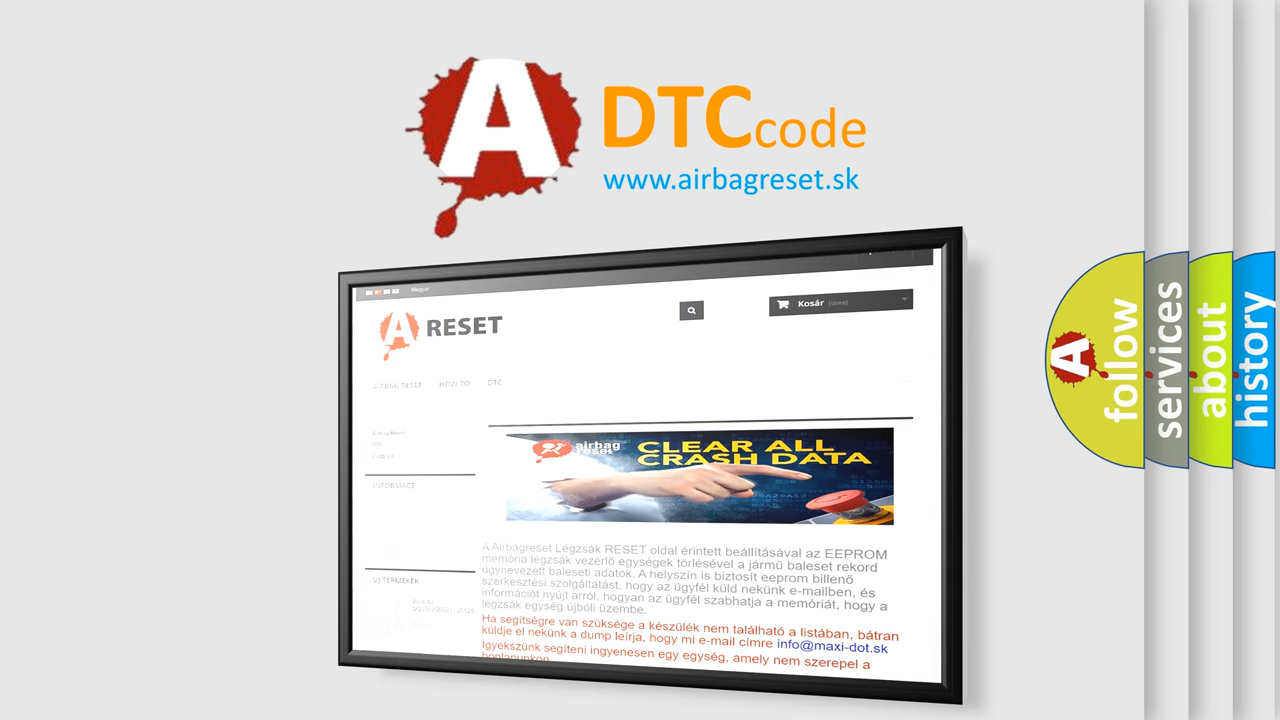 A
DTCcode
www.airbagreset.sk
Magyar
A RESET
Kosár (üres)
AIRBAG RESET HOW TO DTC
INFORMACE
airbag
reset
CLEAR ALL
CRASH DATA
A Airbagreset Légzsák RESET oldal érintett beállításával az EEPROM
memória légzsák vezérlő egységek törlésével a jármű baleset rekord
úgynevezett baleseti adatok. A helyszín is biztosít eeprom billenő
szerkesztési szolgáltatást, hogy az ügyfél küld nekünk e-mailben, és
információt nyújt arról, hogyan az ügyfél szabhatja a memóriát, hogy a
légzsák egység újbóli üzembe.
Ha segítségre van szüksége a készülék nem található a listában, bátran
küldje el nekünk a dump leírja, hogy mi e-mail címre info@maxi-dot.sk
Igyekszünk segíteni ingyenesen egy egység, amely nem szerepel a
honlapunkon
ÚJ TERMÉKEK
A
follow
services
about
history